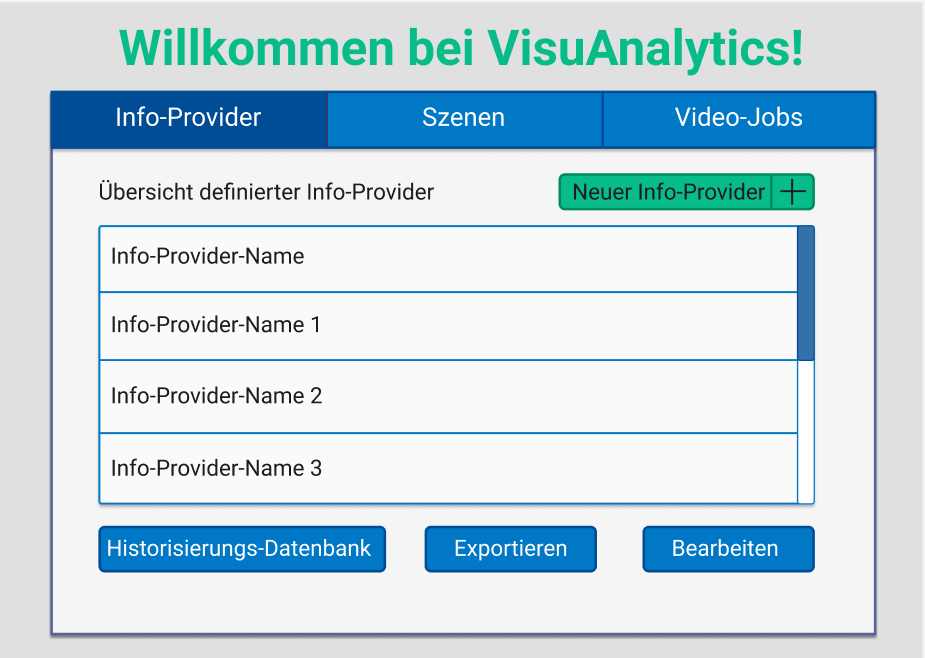 Willkommen bei VisuAnalytics!
Info-Provider
Szenen
Video-Jobs
Übersicht definierter Info-Provider
Neuer Info-Provider
Info-Provider-Name
Info-Provider-Name 1
Info-Provider-Name 2
Info-Provider-Name 3
Historisierungs-Datenbank
Exportieren
Bearbeiten